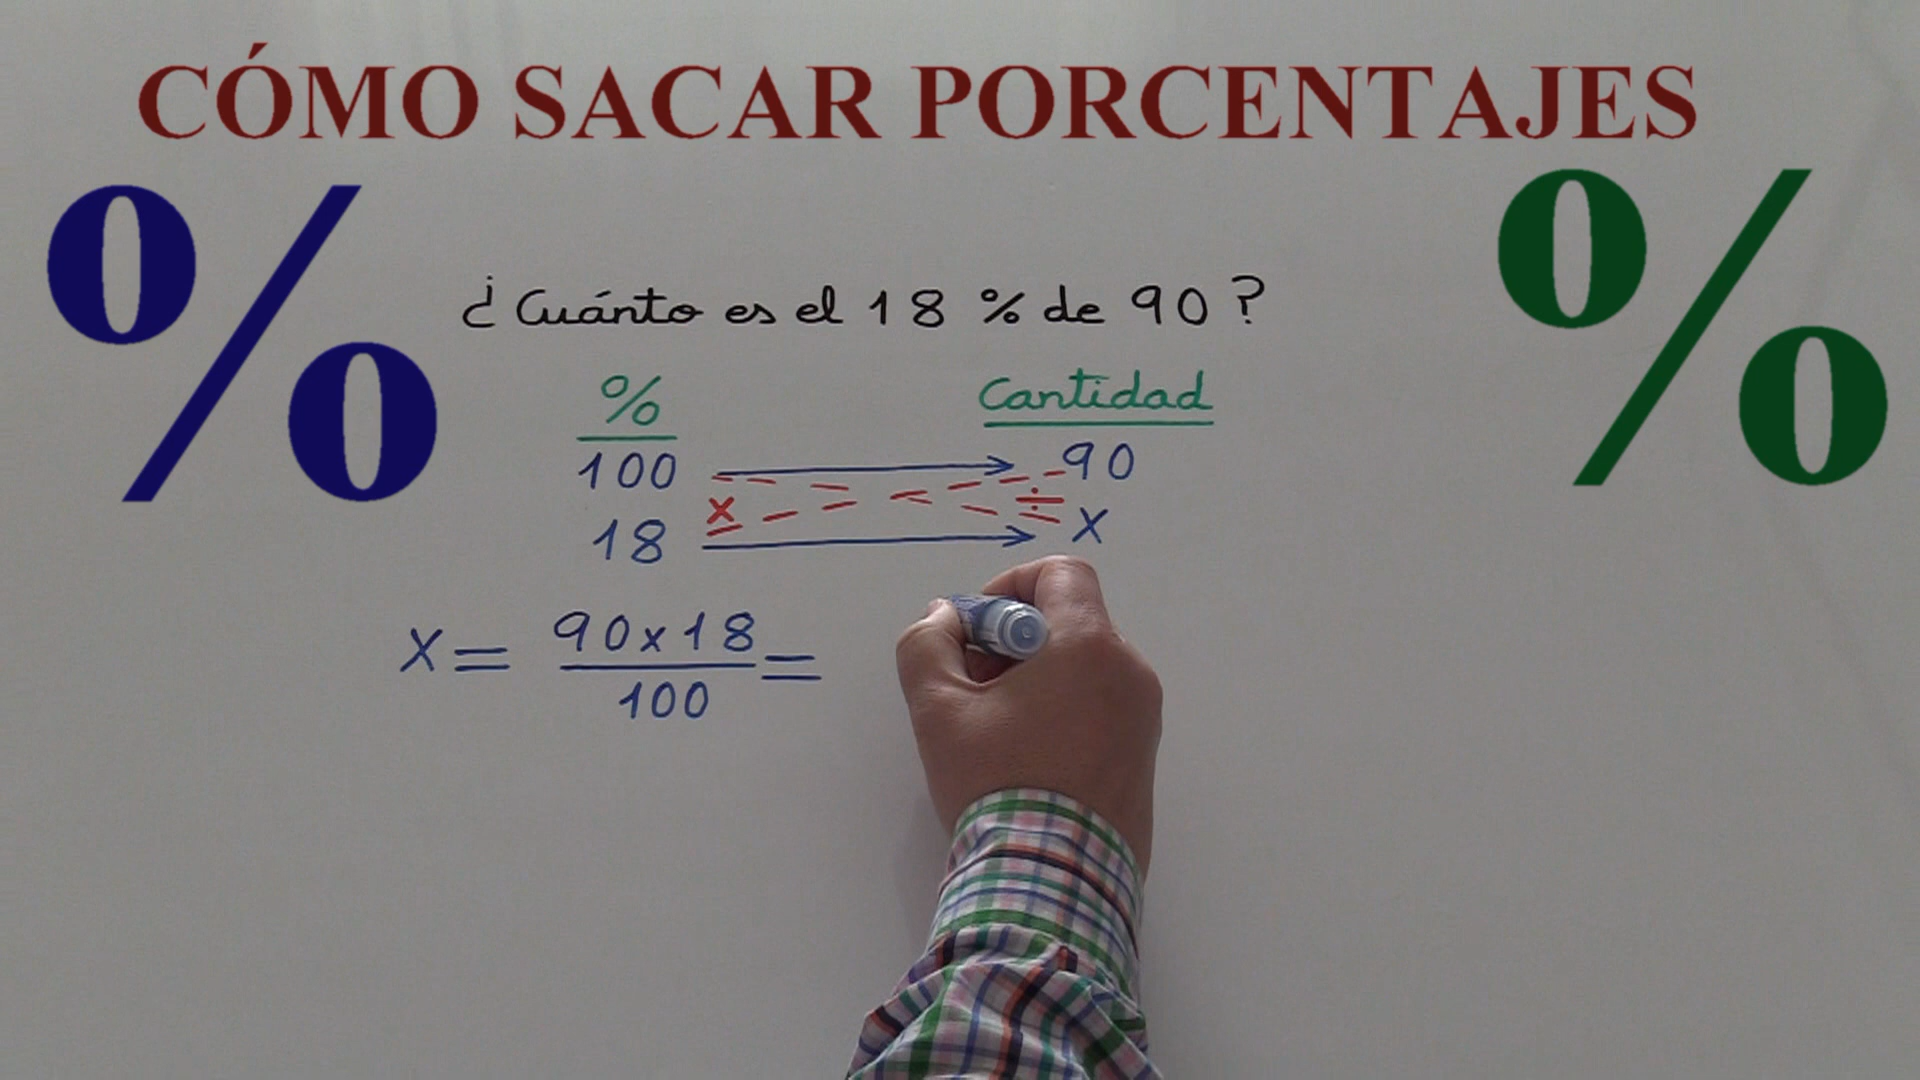 CÓMO SACAR PORCENTAJES
% %
¿Cuánto es el 18 % de 90?
% Cantidad
100 90
x ÷
18 x
x = 90x18 =
100